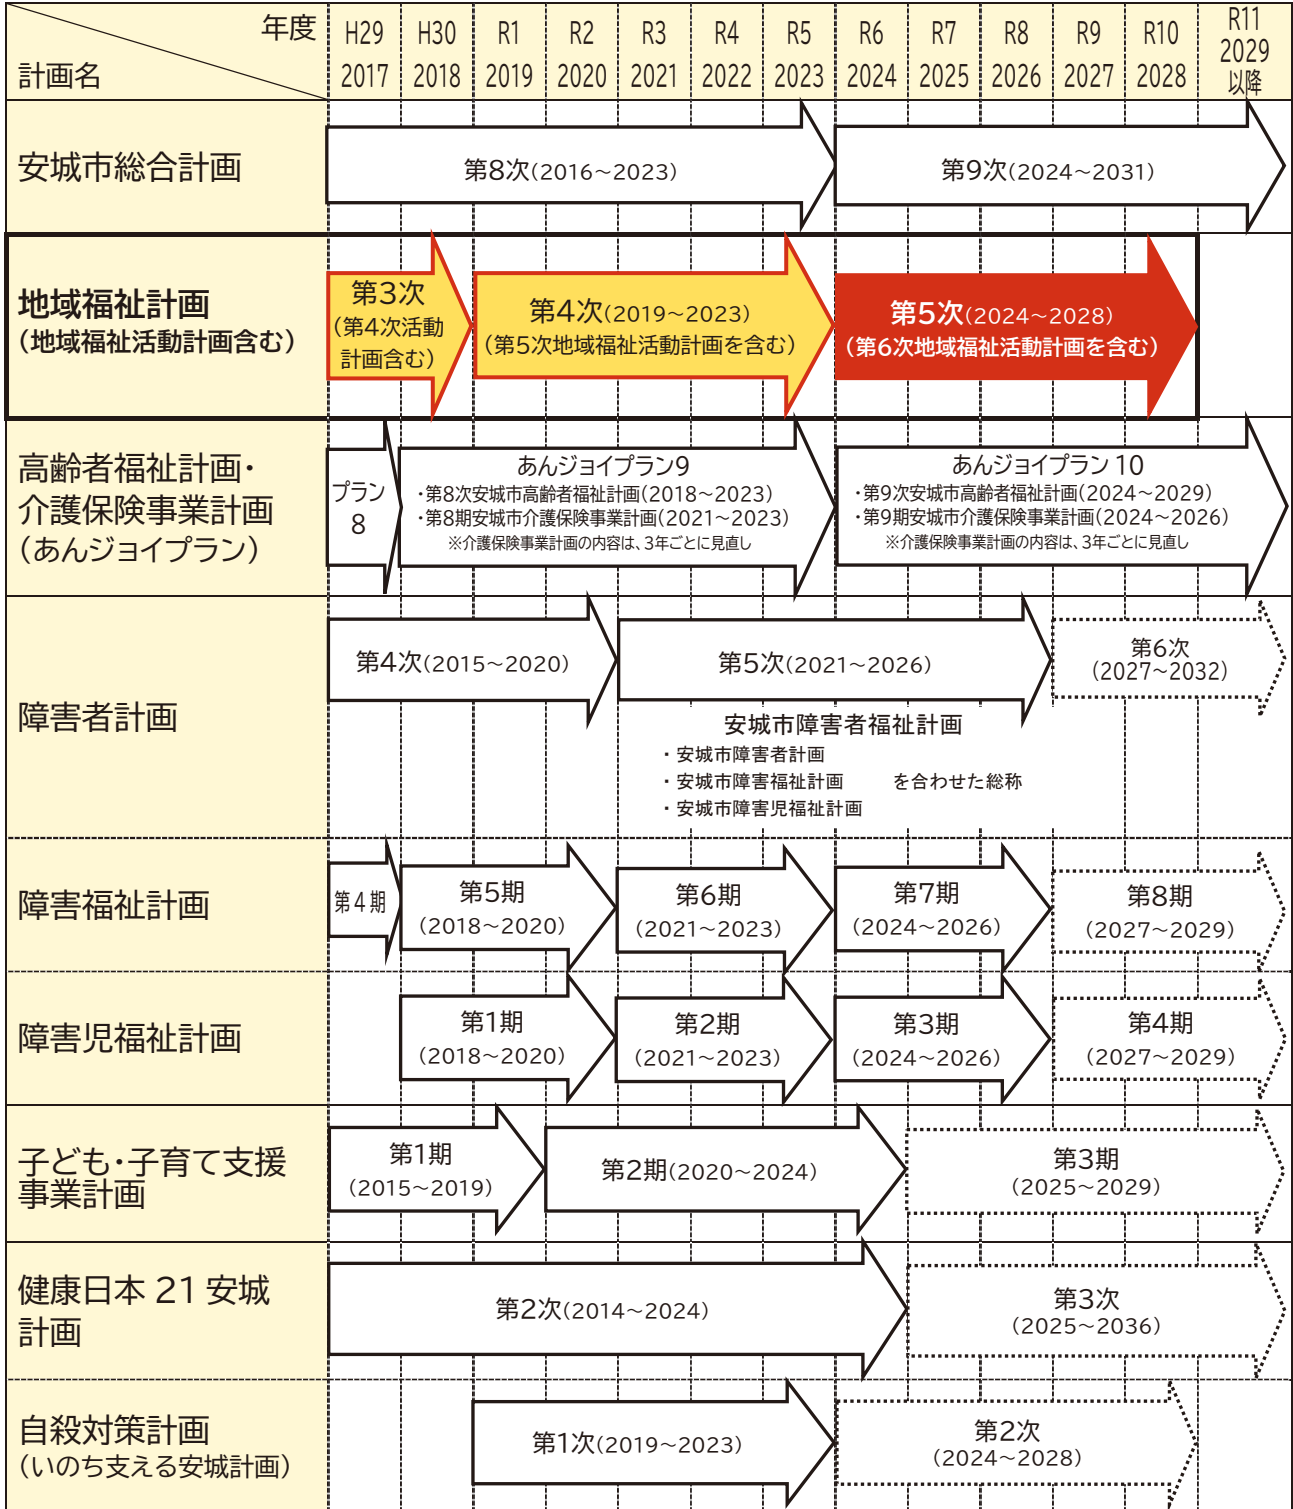 年度
計画名
H29 H30 R1 R2 R3 R4 R5 R6 R7 R8 R9 R10 R11
2017 2018 2019 2020 2021 2022 2023 2024 2025 2026 2027 2028 2029
以降
安城市総合計画
第8次(2016～2023)
第9次(2024～2031)
地域福祉計画
（地域福祉活動計画含む）
第3次
（第4次活動
計画含む）
第4次(2019～2023)
（第5次地域福祉活動計画を含む）
第5次(2024～2028)
（第6次地域福祉活動計画を含む）
高齢者福祉計画・
介護保険事業計画
（あんジョイプラン）
プラン
8
あんジョイプラン9
・第8次安城市高齢者福祉計画(2018～2023)
・第8期安城市介護保険事業計画(2021～2023)
※介護保険事業計画の内容は、3年ごとに見直し
あんジョイプラン 10
・第9次安城市高齢者福祉計画(2024～2029)
・第9期安城市介護保険事業計画(2024～2026)
※介護保険事業計画の内容は、3年ごとに見直し
障害者計画
第4次(2015～2020)
第5次(2021～2026)
第6次
(2027～2032)
安城市障害者福祉計画
・安城市障害者計画
・安城市障害福祉計画 を合わせた総称
・安城市障害児福祉計画
障害福祉計画
第4期
第5期
(2018～2020)
第6期
(2021～2023)
第7期
(2024～2026)
第8期
(2027～2029)
障害児福祉計画
第1期
(2018～2020)
第2期
(2021～2023)
第3期
(2024～2026)
第4期
(2027～2029)
子ども・子育て支援
事業計画
第1期
(2015～2019)
第2期(2020～2024)
第3期
(2025～2029)
健康日本 21 安城
計画
第2次(2014～2024)
第3次
(2025～2036)
自殺対策計画
（いのち支える安城計画）
第1次(2019～2023)
第2次
(2024～2028)